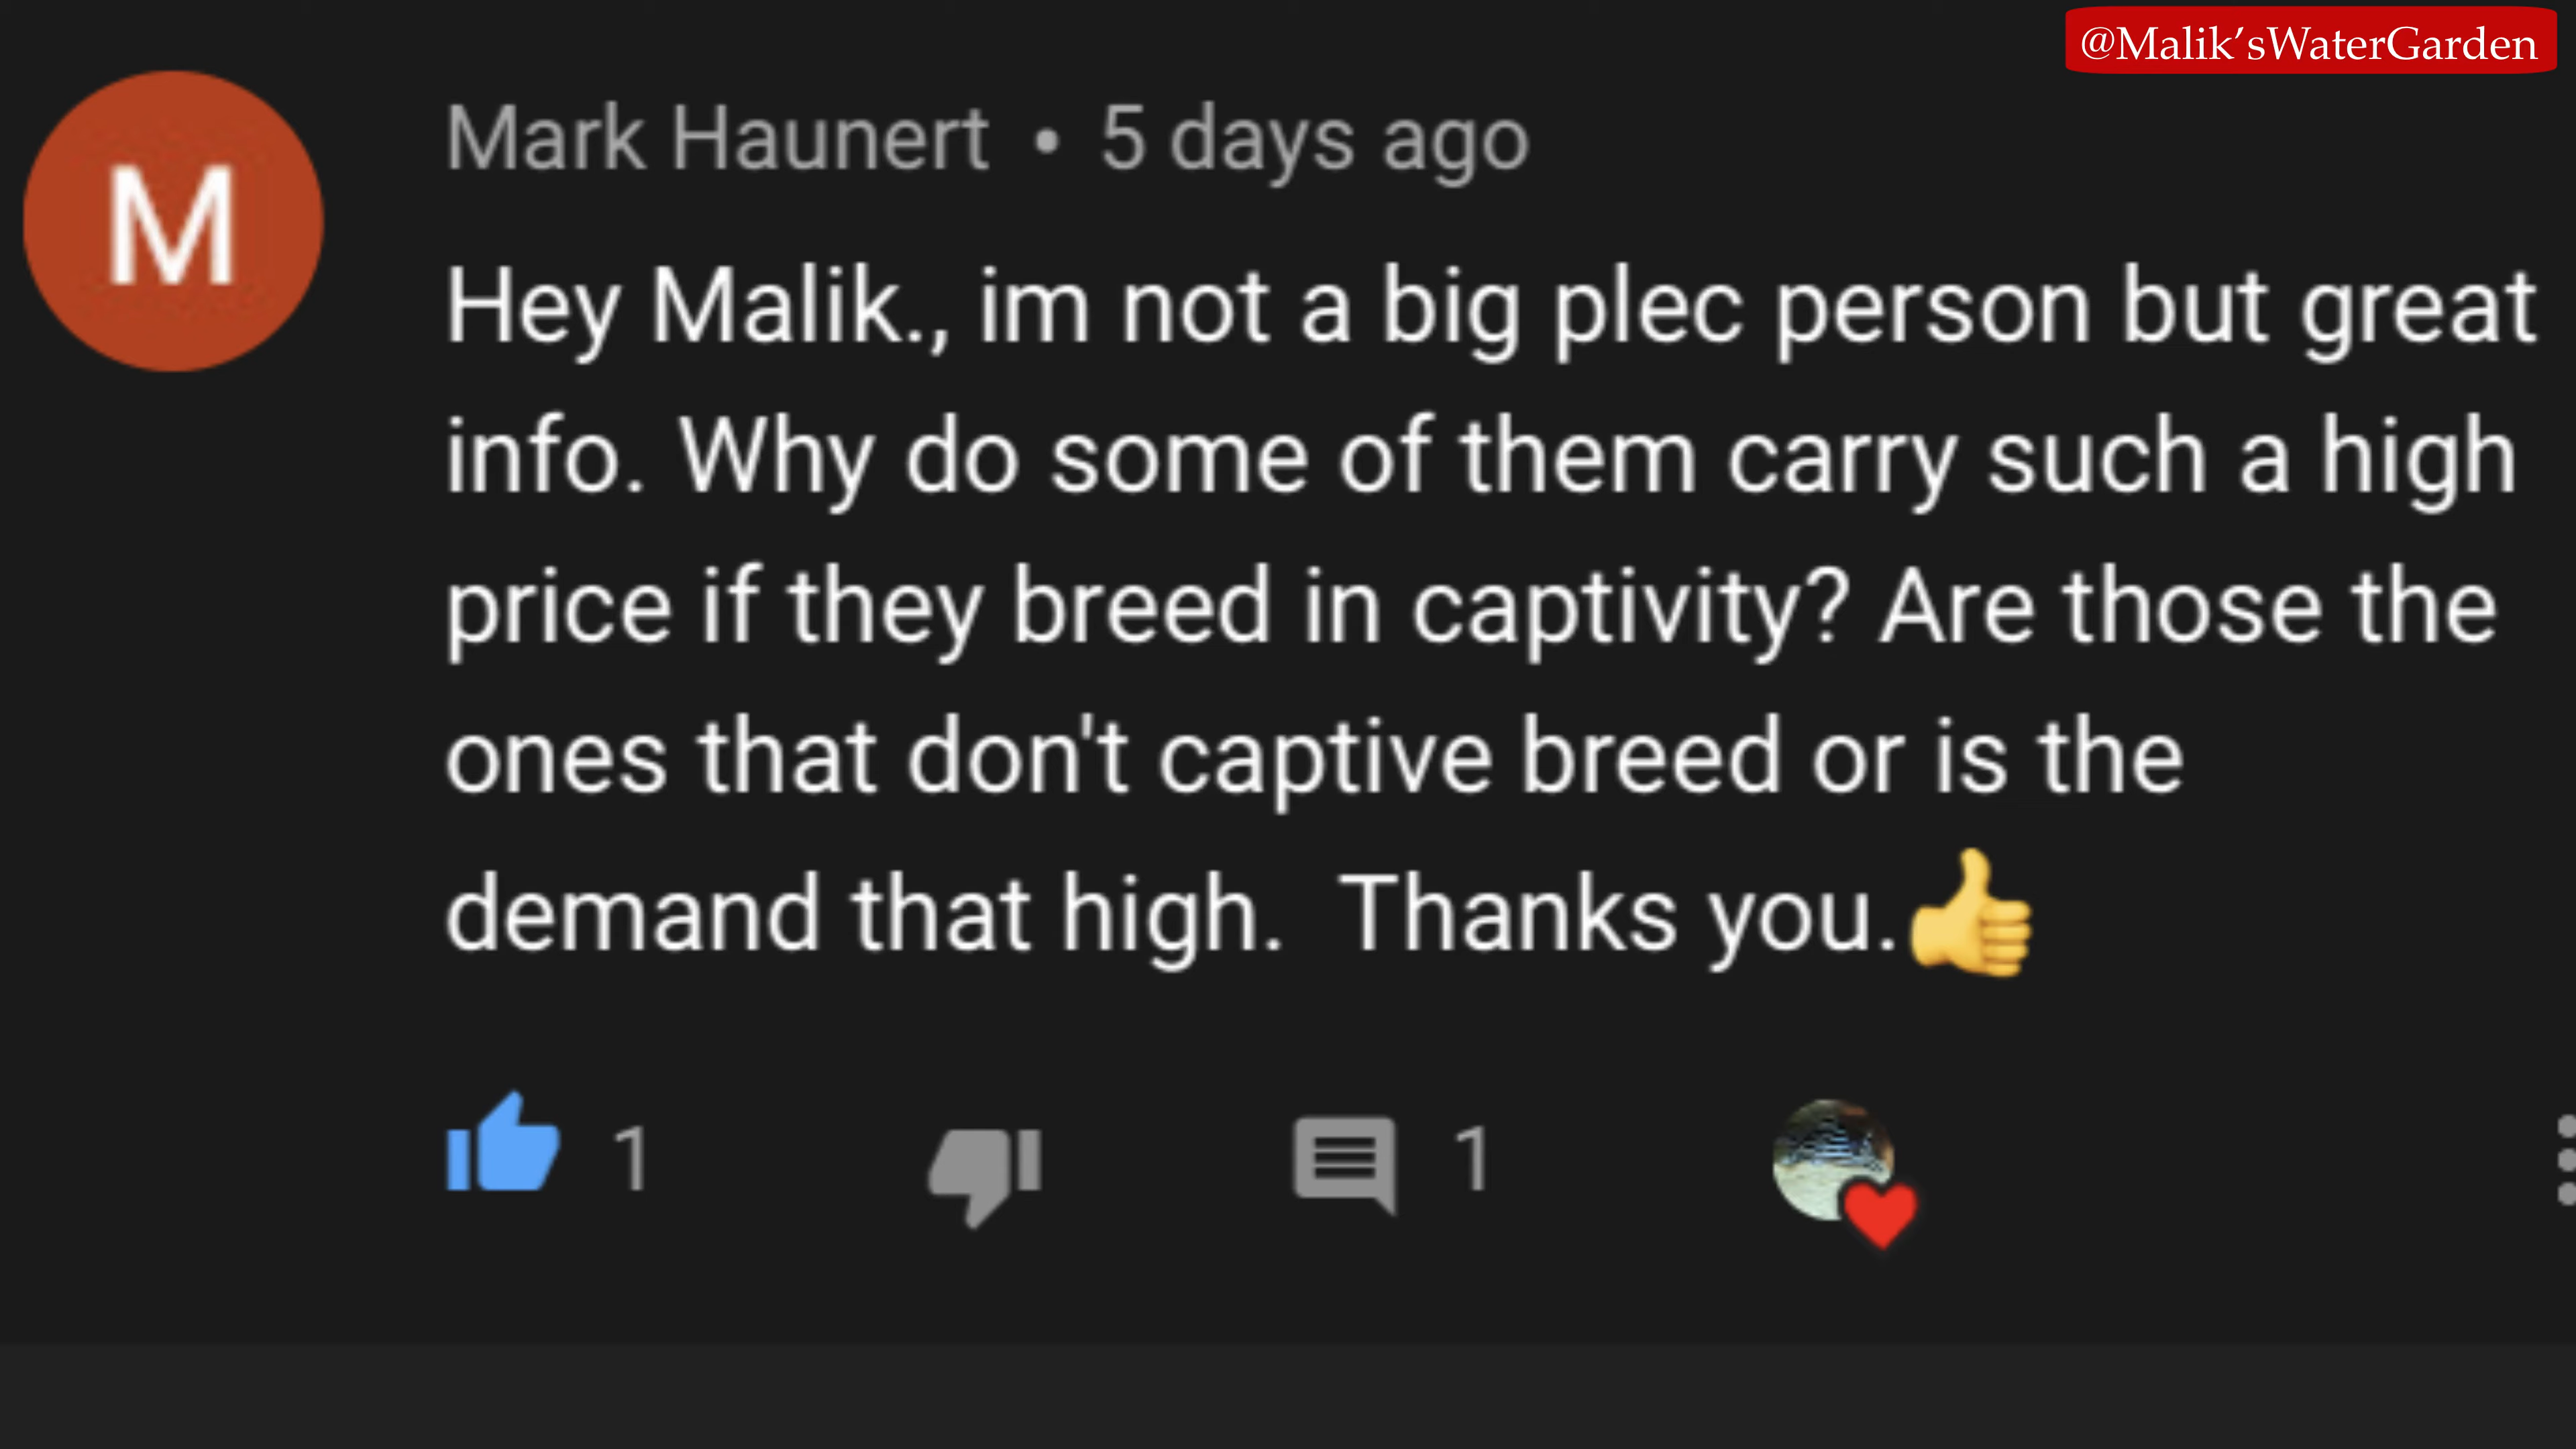 @Malik’sWaterGarden
M
Mark Haunert • 5 days ago
Hey Malik., im not a big plec person but great
info. Why do some of them carry such a high
price if they breed in captivity? Are those the
ones that don't captive breed or is the
demand that high.  Thanks you.👍
1 1